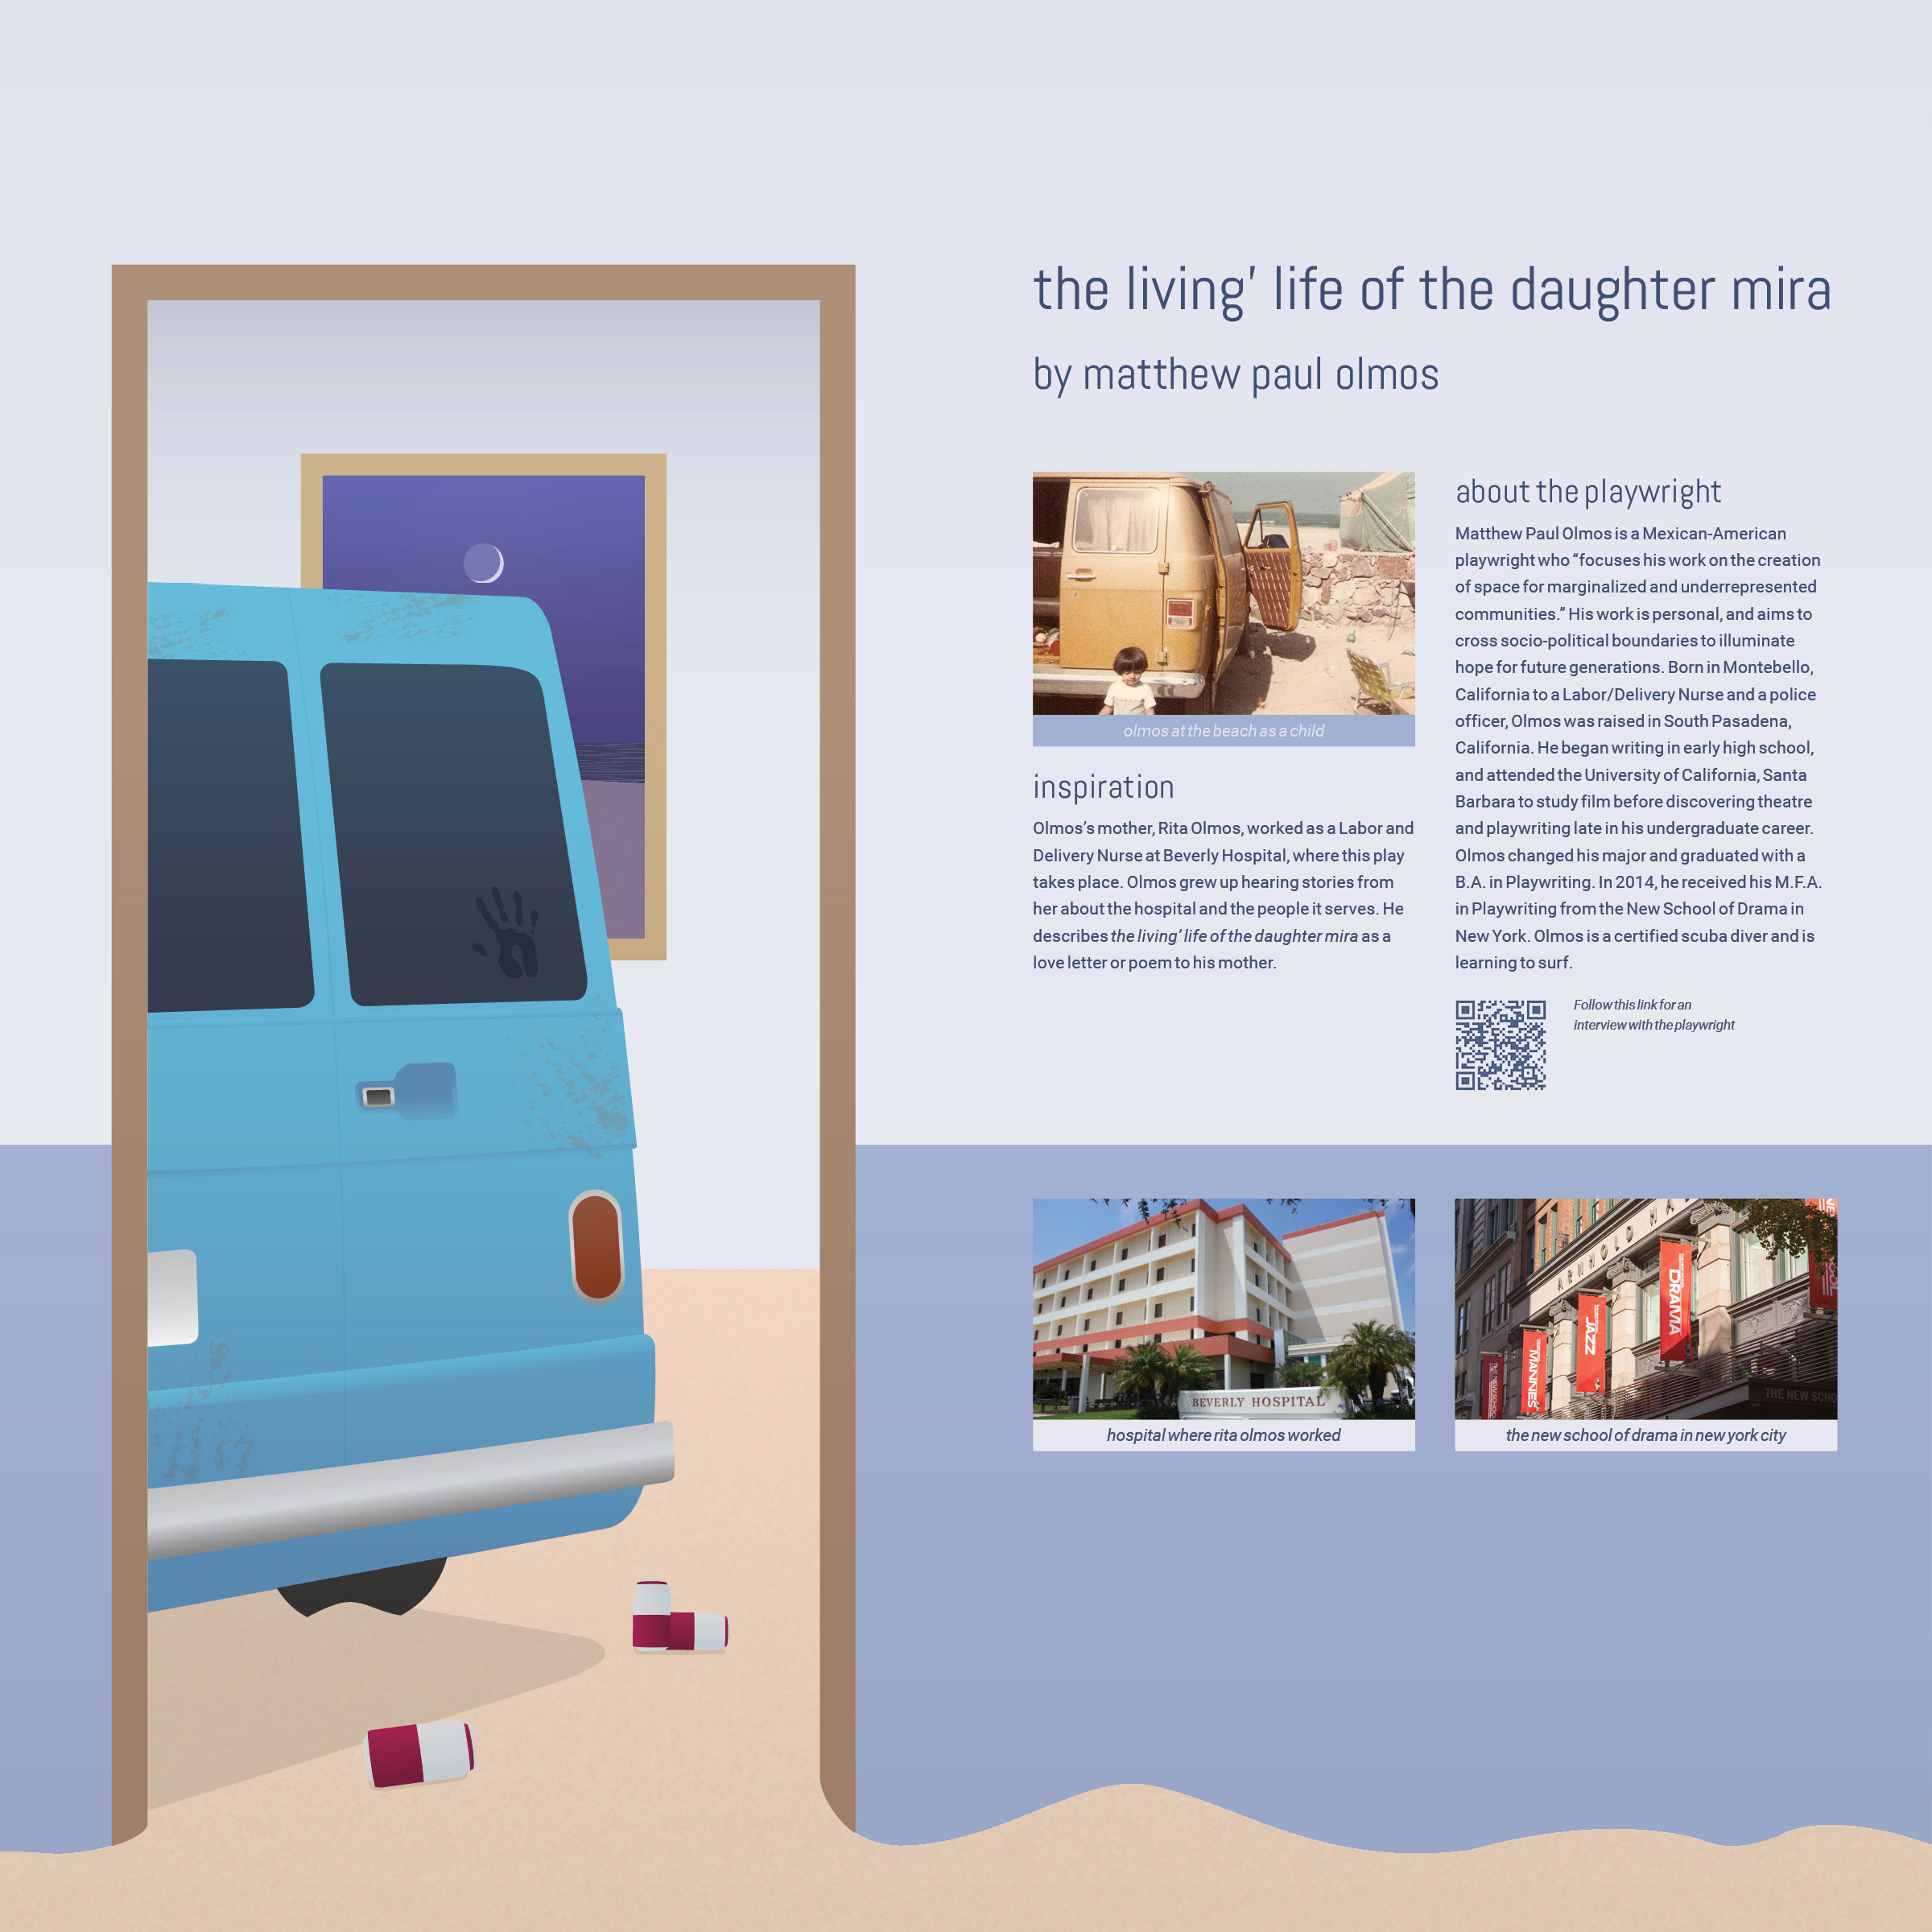 the living’ life of the daughter mira
by matthew paul olmos
olmos at the beach as a child
inspiration
Olmos’s mother, Rita Olmos, worked as a Labor and
Delivery Nurse at Beverly Hospital, where this play
takes place. Olmos grew up hearing stories from
her about the hospital and the people it serves. He
describes the living’ life of the daughter mira as a
love letter or poem to his mother.
about the playwright
Matthew Paul Olmos is a Mexican-American
playwright who “focuses his work on the creation
of space for marginalized and underrepresented
communities.” His work is personal, and aims to
cross socio-political boundaries to illuminate
hope for future generations. Born in Montebello,
California to a Labor/Delivery Nurse and a police
officer, Olmos was raised in South Pasadena,
California. He began writing in early high school,
and attended the University of California, Santa
Barbara to study film before discovering theatre
and playwriting late in his undergraduate career.
Olmos changed his major and graduated with a
B.A. in Playwriting. In 2014, he received his M.F.A.
in Playwriting from the New School of Drama in
New York. Olmos is a certified scuba diver and is
learning to surf.
Follow this link for an
interview with the playwright
BEVERLY HOSPITAL
hospital where rita olmos worked
ARNHOLD HA
DRAMA
JAZZ
MANNES
THE NEW SCHO
the new school of drama in new york city